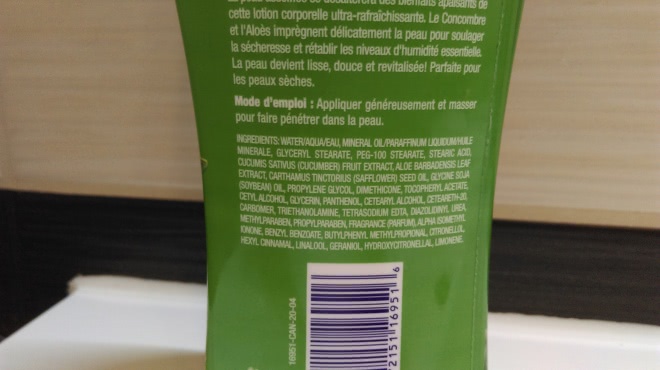 cette lotion corporelle ultra-rafraîchissante. Le Concombre
et l'Aloès imprègnent délicatement la peau pour soulager
la sécheresse et rétablir les niveaux d'humidité essentielle.
La peau devient lisse, douce et revitalisée! Parfaite pour
les peaux sèches.
Mode d'emploi : Appliquer généreusement et masser
pour faire pénétrer dans la peau.
INGREDIENTS: WATER/AQUA/EAU, MINERAL OIL/PARAFFINUM LIQUIDUM/HUILE
MINERALE, GLYCERYL STEARATE, PEG-100 STEARATE, STEARIC ACID,
CUCUMIS SATIVUS (CUCUMBER) FRUIT EXTRACT, ALOE BARBADENSIS LEAF
EXTRACT, CARTHAMUS TINCTORIUS (SAFFLOWER) SEED OIL, GLYCINE SOJA
(SOYBEAN) OIL, PROPYLENE GLYCOL, DIMETHICONE, TOCOPHERYL ACETATE,
CETYL ALCOHOL, GLYCERIN, PANTHENOL, CETEARYL ALCOHOL, CETEARETH-20,
CARBOMER, TRIETHANOLAMINE, TETRASODIUM EDTA, DIAZOLIDINYL UREA,
METHYLPARABEN, PROPYLPARABEN, FRAGRANCE (PARFUM), ALPHA ISOMETHYL
IONONE, BENZYL BENZOATE, BUTYLPHENYL METHYLPROPIONAL, CITRONELLOL,
HEXYL CINNAMAL, LINALOOL, GERANIOL, HYDROXYCITRONELLAL, LIMONENE.
16951-CAN-20-04
72151 16951 6